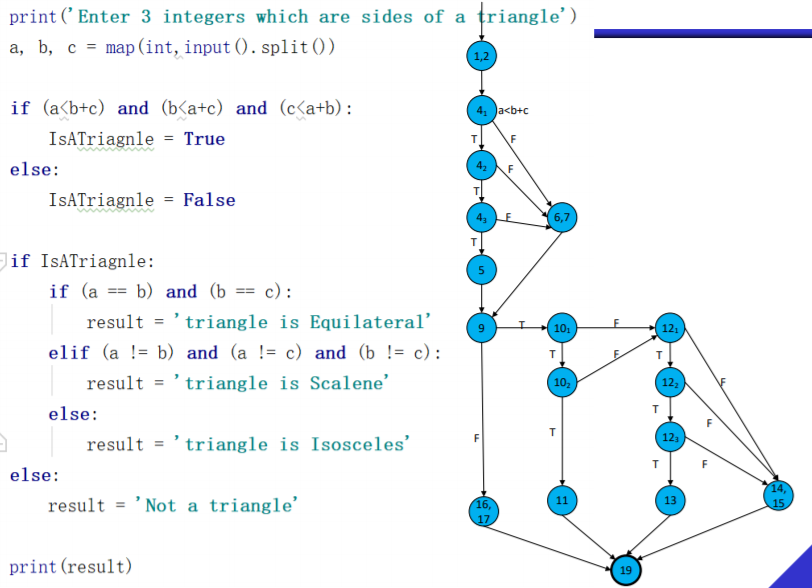 print('Enter 3 integers which are sides of a triangle')
a, b, c = map(int,input().split())
if (a<b+c) and (b<a+c) and (c<a+b):
IsATriagnle = True
else:
IsATriagnle = False
if IsATriagnle:
if (a == b) and (b == c):
result = 'triangle is Equilateral'
elif (a != b) and (a != c) and (b != c):
result = 'triangle is Scalene'
else:
result = 'triangle is Isosceles'
else:
result = 'Not a triangle'
print(result)
1,2
4₁ a<b+c
T F
4₂
F
T
4₃ F 6,7
T
5
9 T 10₁ F 12₁
T F T
10₂ 12₂ F
T F
T 12₃
F T F
16, 11 13 14,
17 15
19